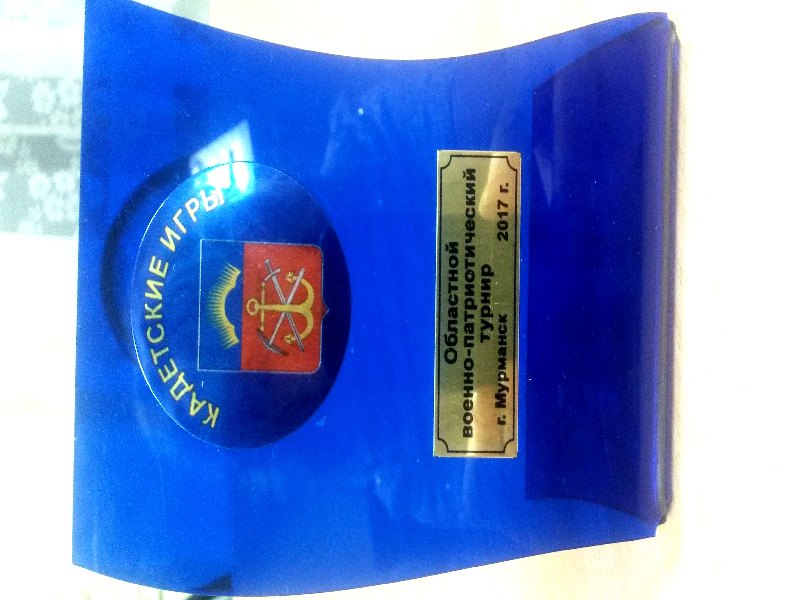 КАДЕТСКИЕ ИГРЫ
Областной
военно-патриотический
турнир
г. Мурманск 2017 г.